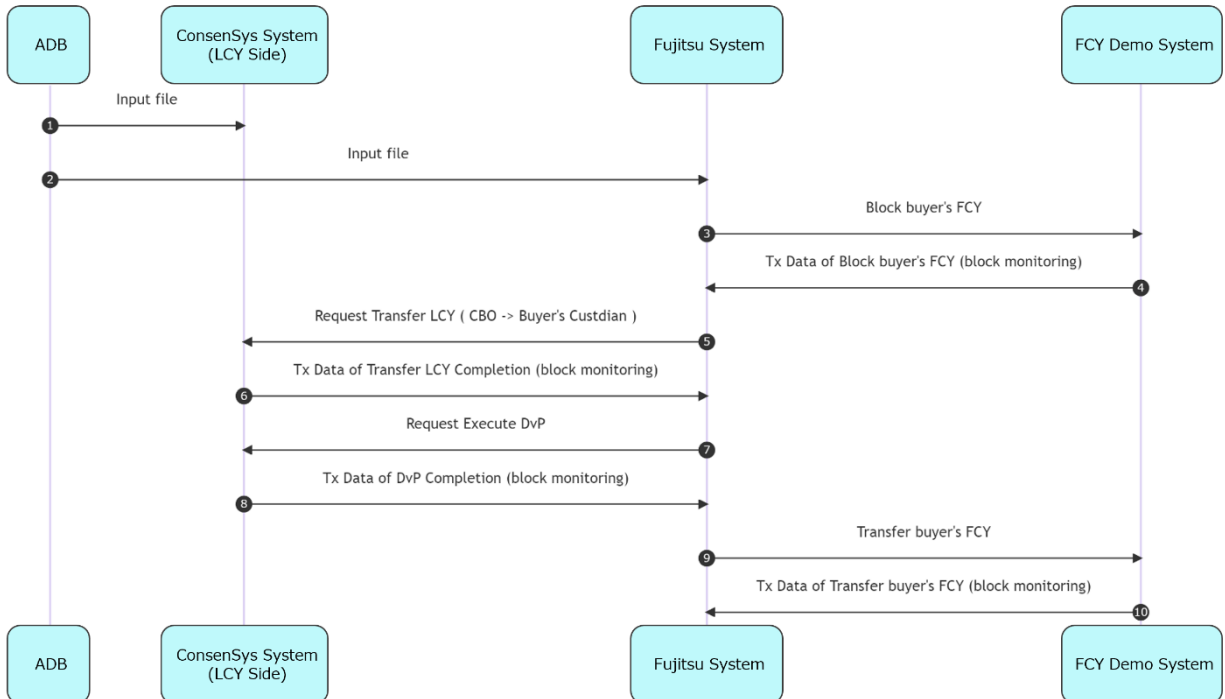 ADB
ConsenSys System
(LCY Side)
Fujitsu System
FCY Demo System
Input file
1
Input file
2
Block buyer's FCY
3
Tx Data of Block buyer's FCY (block monitoring)
4
Request Transfer LCY ( CBO -> Buyer's Custdian )
5
Tx Data of Transfer LCY Completion (block monitoring)
6
Request Execute DvP
7
Tx Data of DvP Completion (block monitoring)
8
Transfer buyer's FCY
9
Tx Data of Transfer buyer's FCY (block monitoring)
10
ADB
ConsenSys System
(LCY Side)
Fujitsu System
FCY Demo System